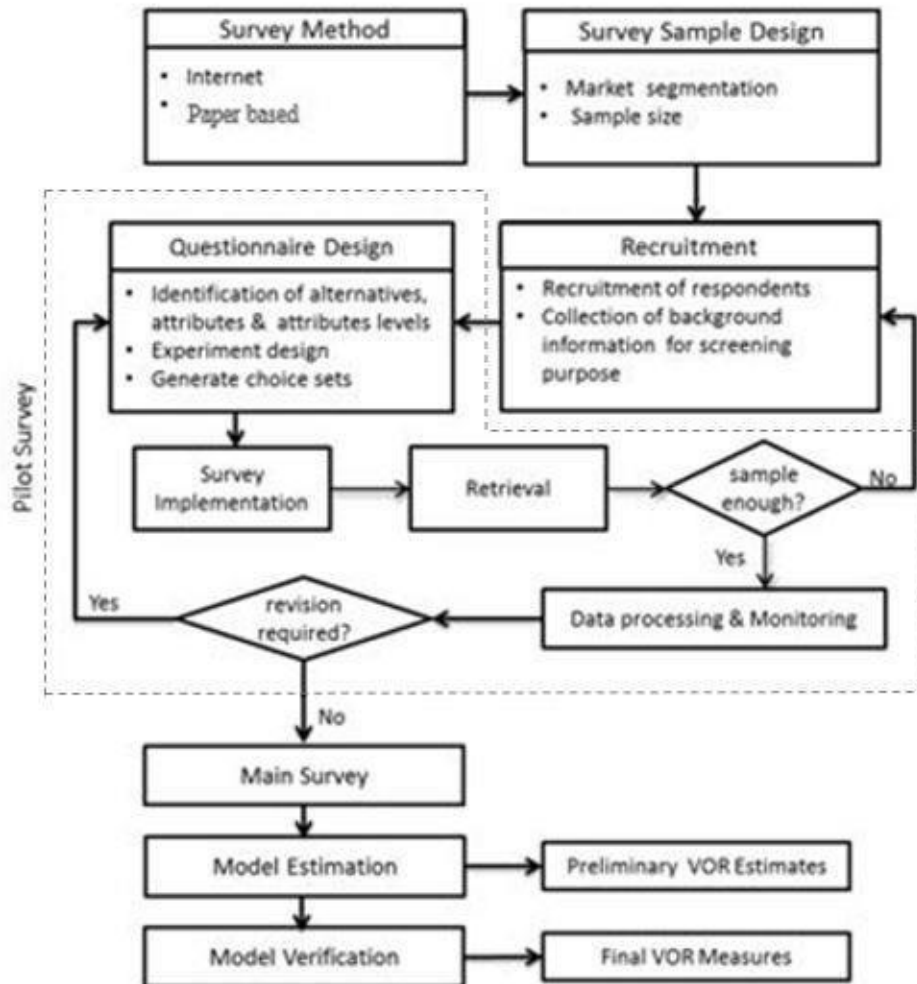 Survey Method
• Internet
• Paper based
Survey Sample Design
• Market segmentation
• Sample size
Recruitment
• Recruitment of respondents
• Collection of background
information for screening
purpose
Questionnaire Design
• Identification of alternatives,
attributes & attributes levels
• Experiment design
• Generate choice sets
Pilot Survey
Survey
Implementation
Retrieval
sample
enough?
No
Yes
Data processing & Monitoring
revision
required?
Yes
No
Main Survey
Model Estimation
Preliminary VOR Estimates
Model Verification
Final VOR Measures